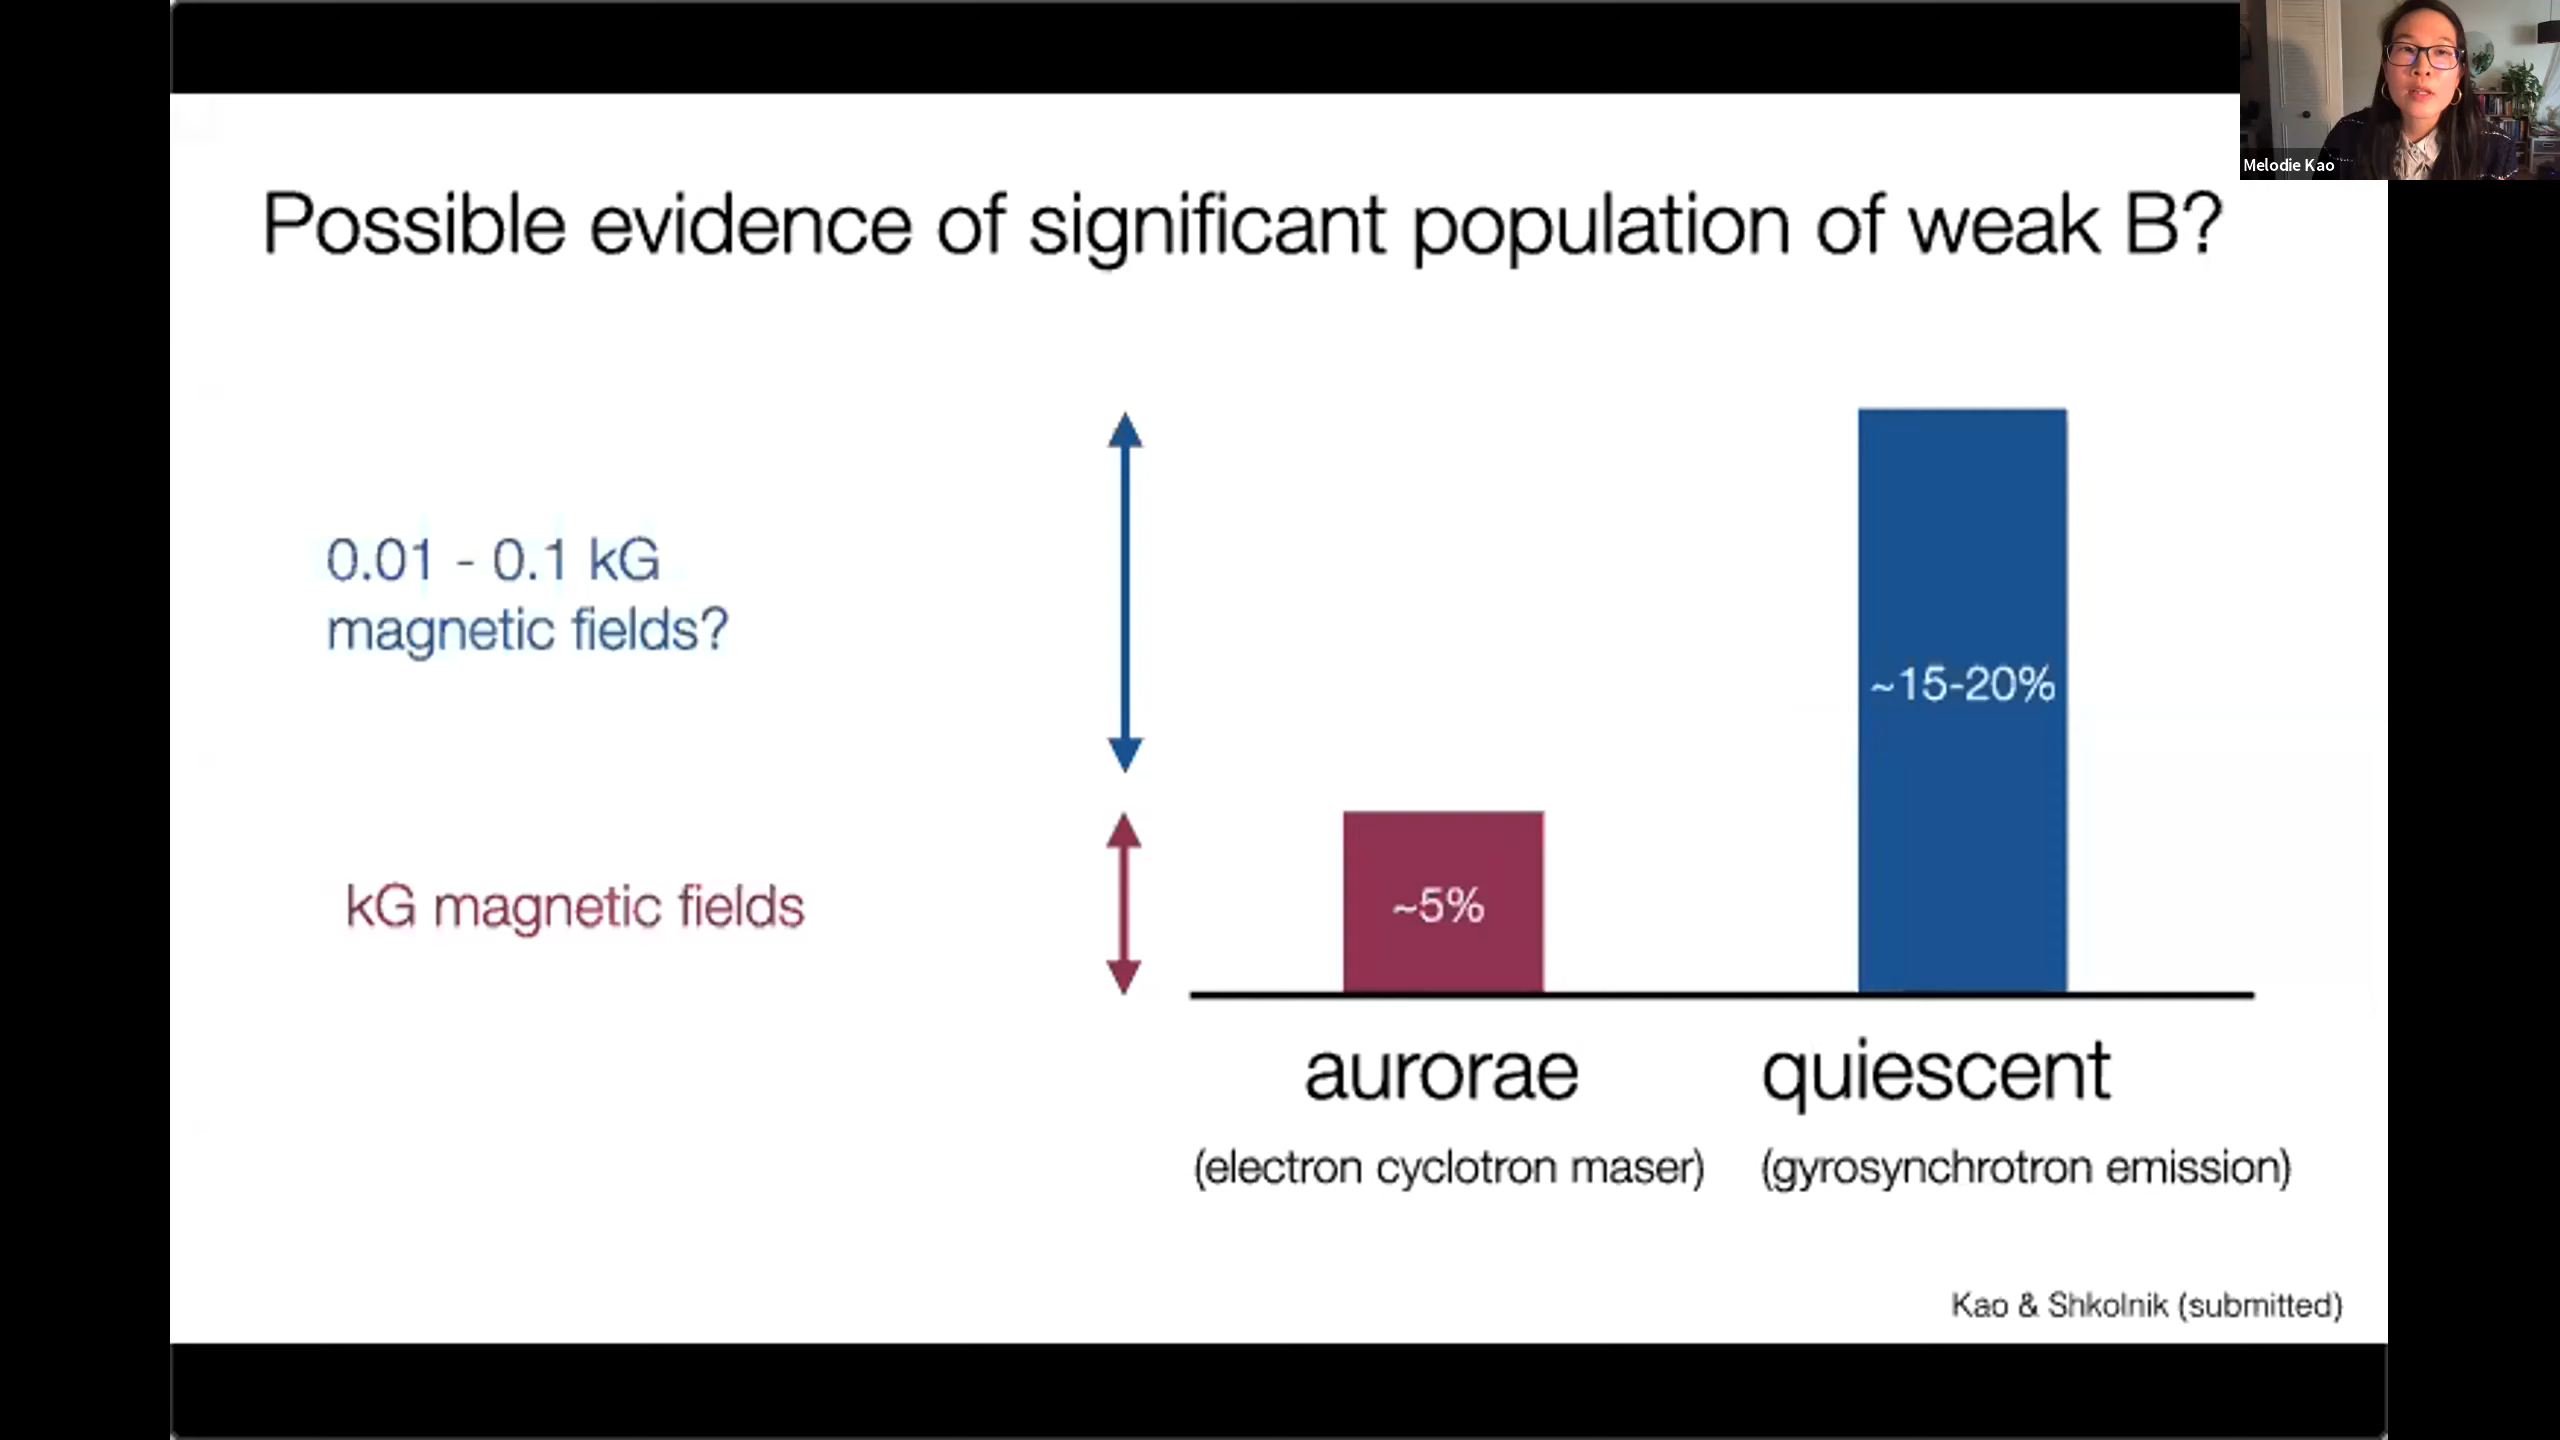 Melodie Kao
Possible evidence of significant population of weak B?
0.01 - 0.1 kG
magnetic fields?
~15-20%
kG magnetic fields
~5%
aurorae
quiescent
(electron cyclotron maser)
(gyrosynchrotron emission)
Kao & Shkolnik (submitted)